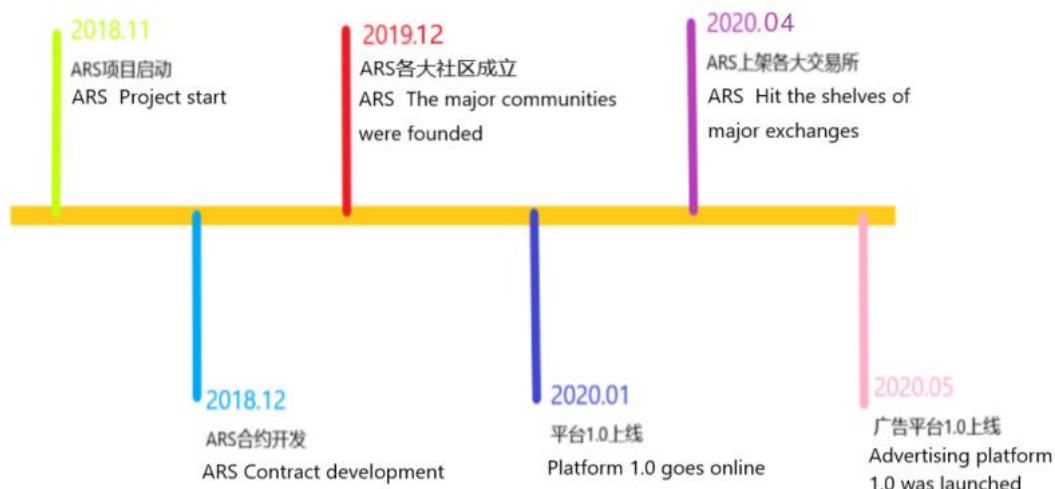 2018.11
ARS项目启动
ARS Project start
2019.12
ARS各大社区成立
ARS The major communities
were founded
2020.04
ARS上架各大交易所
ARS Hit the shelves of
major exchanges
2018.12
ARS合约开发
ARS Contract development
2020.01
平台1.0上线
Platform 1.0 goes online
2020.05
广告平台1.0上线
Advertising platform
1.0 was launched